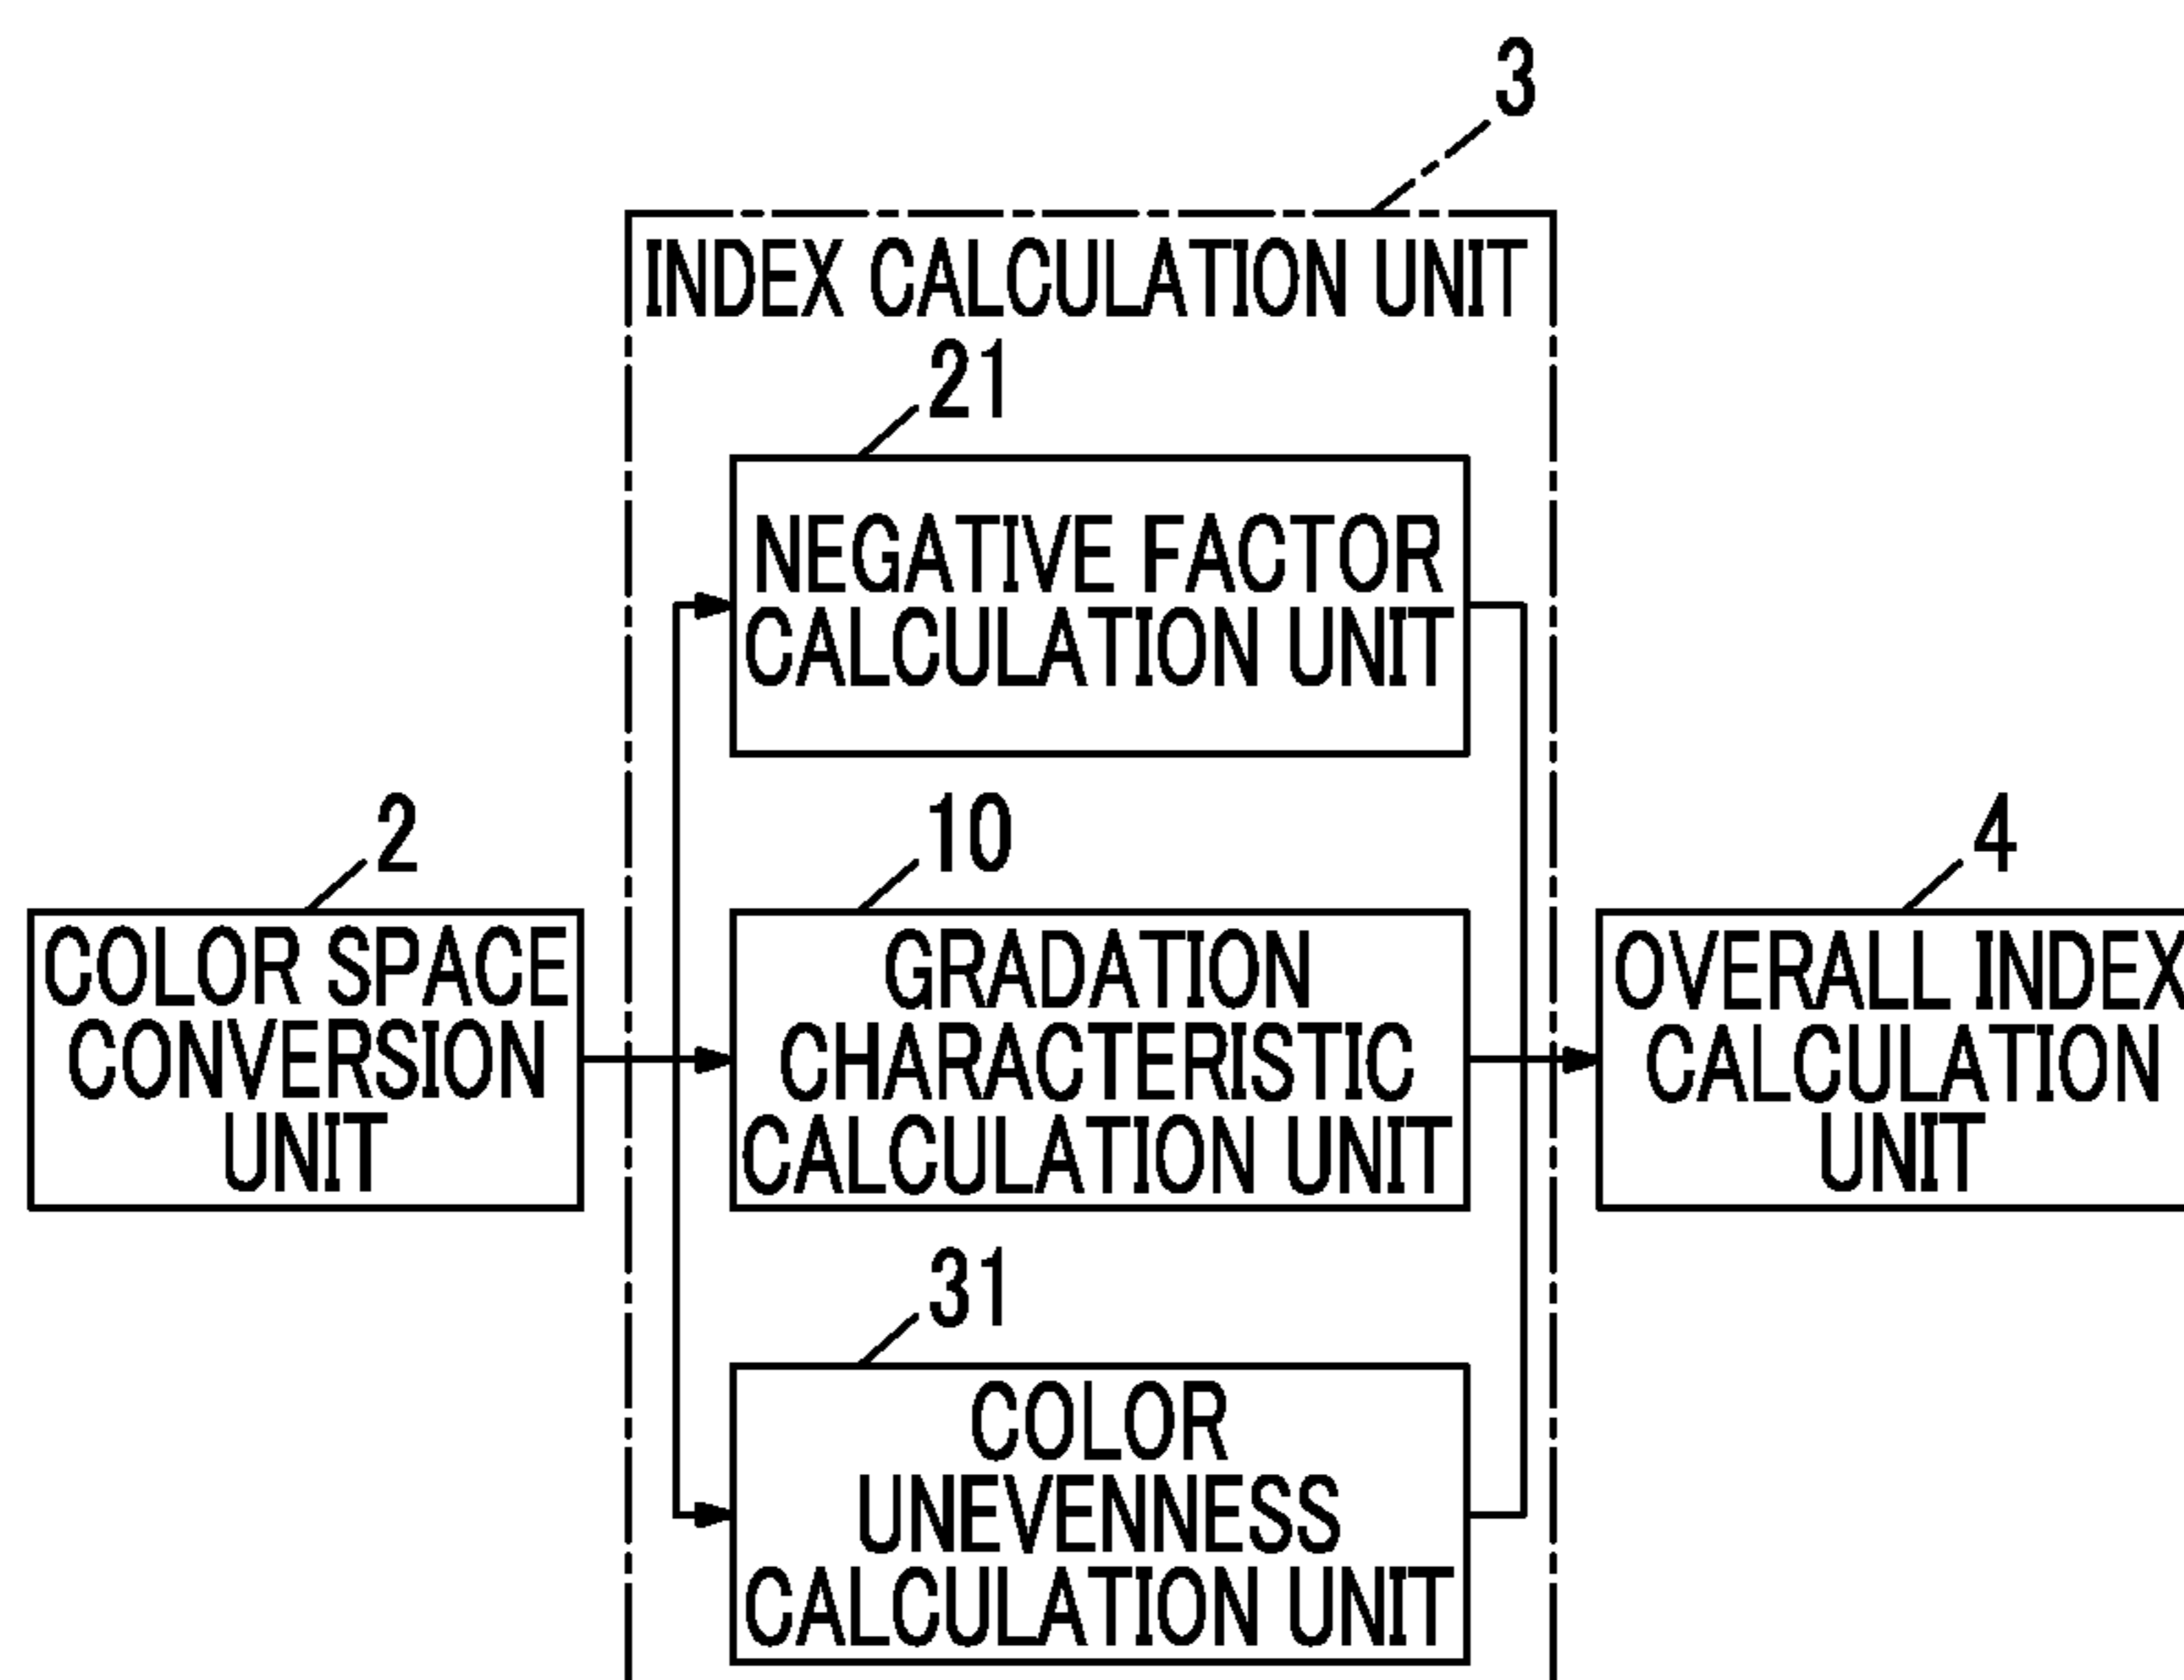 3
INDEX CALCULATION UNIT
21
NEGATIVE FACTOR
CALCULATION UNIT
2
COLOR SPACE
CONVERSION
UNIT
10
GRADATION
CHARACTERISTIC
CALCULATION UNIT
4
OVERALL INDEX
CALCULATION
UNIT
31
COLOR
UNEVENNESS
CALCULATION UNIT